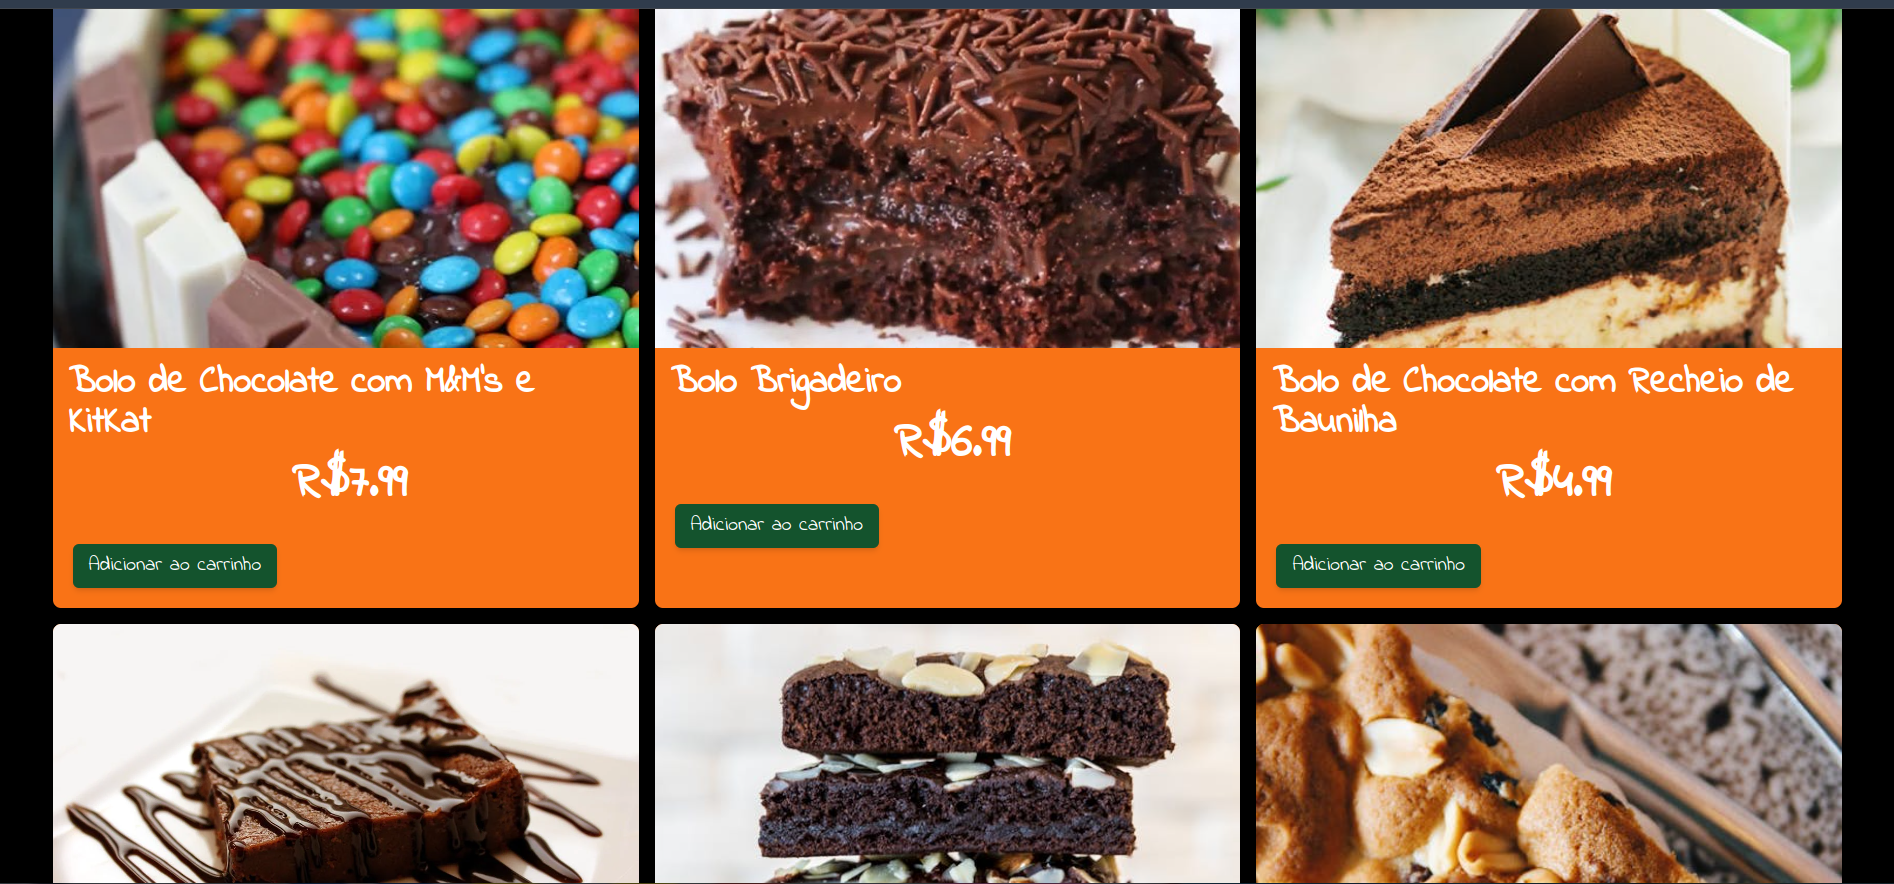 Bolo de Chocolate com M&M's e
KitKat
R$7.99
Adicionar ao carrinho
Bolo Brigadeiro
R$6.99
Adicionar ao carrinho
Bolo de Chocolate com Recheio de
Baunilha
R$4.99
Adicionar ao carrinho